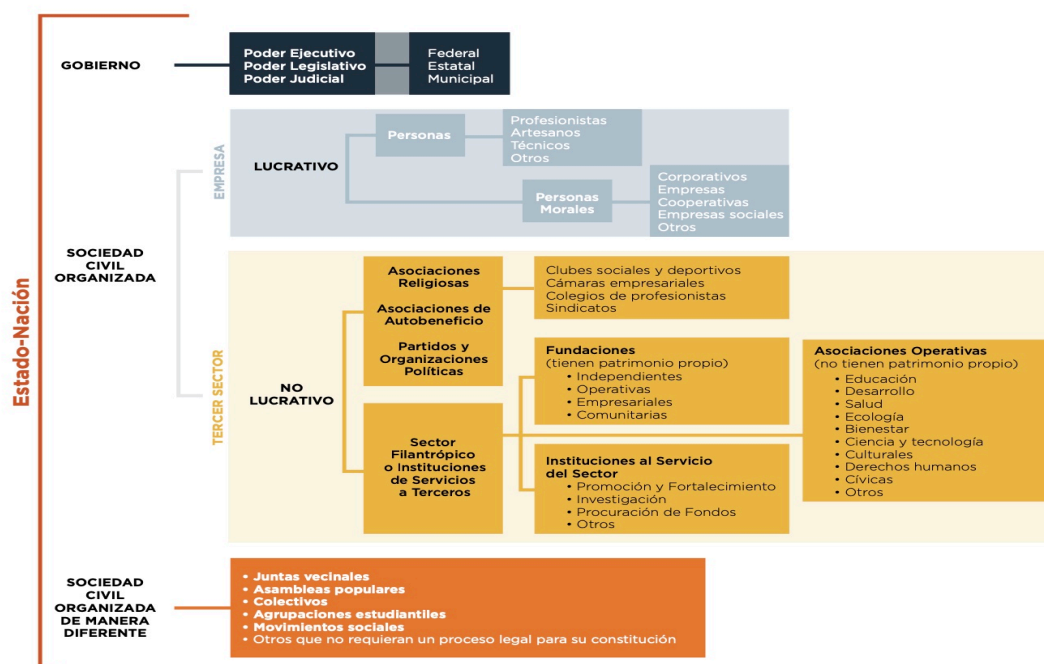 Estado-Nación
GOBIERNO
Poder Ejecutivo
Poder Legislativo
Poder Judicial
Federal
Estatal
Municipal
SOCIEDAD
CIVIL
ORGANIZADA
EMPRESA
LUCRATIVO
Personas
Profesionistas
Artesanos
Técnicos
Otros
Personas
Morales
Corporativos
Empresas
Cooperativas
Empresas sociales
Otros
TERCER SECTOR
NO
LUCRATIVO
Asociaciones
Religiosas
Asociaciones de
Autobeneficio
Partidos y
Organizaciones
Políticas
Clubes sociales y deportivos
Cámaras empresariales
Colegios de profesionistas
Sindicatos
Sector
Filantrópico
o Instituciones
de Servicios
a Terceros
Fundaciones
(tienen patrimonio propio)
• Independientes
• Operativas
• Empresariales
• Comunitarias
Instituciones al Servicio
del Sector
• Promoción y Fortalecimiento
• Investigación
• Procuración de Fondos
• Otros
Asociaciones Operativas
(no tienen patrimonio propio)
• Educación
• Desarrollo
• Salud
• Ecología
• Bienestar
• Ciencia y tecnología
• Culturales
• Derechos humanos
• Cívicas
• Otros
SOCIEDAD
CIVIL
ORGANIZADA
DE MANERA
DIFERENTE
• Juntas vecinales
• Asambleas populares
• Colectivos
• Agrupaciones estudiantiles
• Movimientos sociales
• Otros que no requieran un proceso legal para su constitución